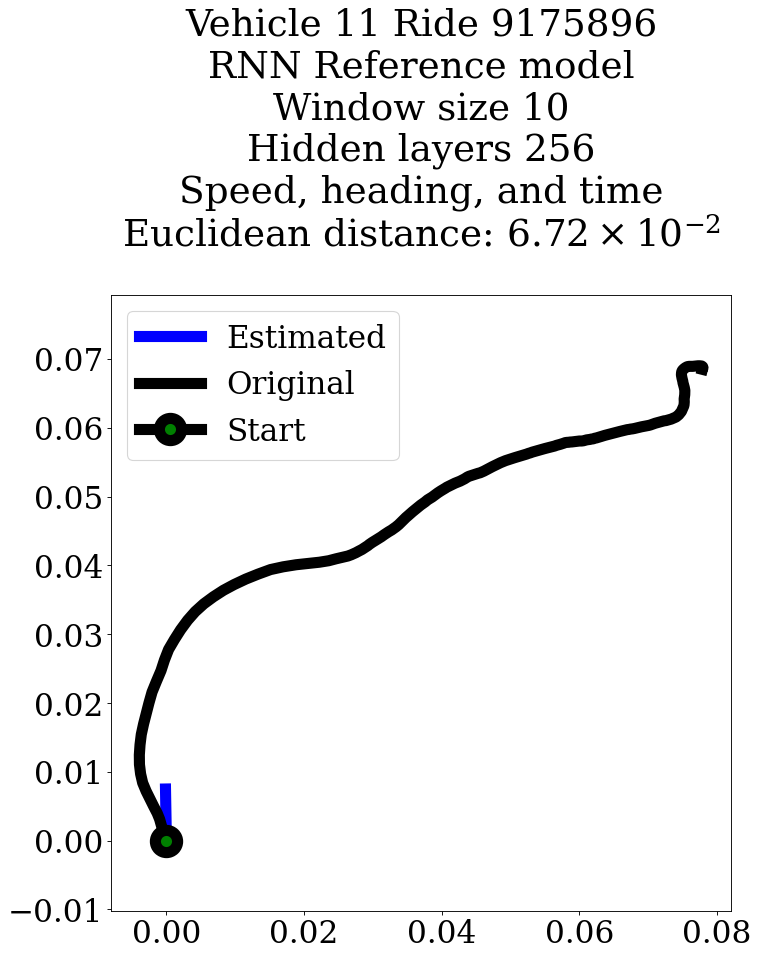 Vehicle 11 Ride 9175896
RNN Reference model
Window size 10
Hidden layers 256
Speed, heading, and time
Euclidean distance: 6.72 × 10⁻²
Estimated
Original
Start
0.07
0.06
0.05
0.04
0.03
0.02
0.01
0.00
−0.01
0.00 0.02 0.04 0.06 0.08